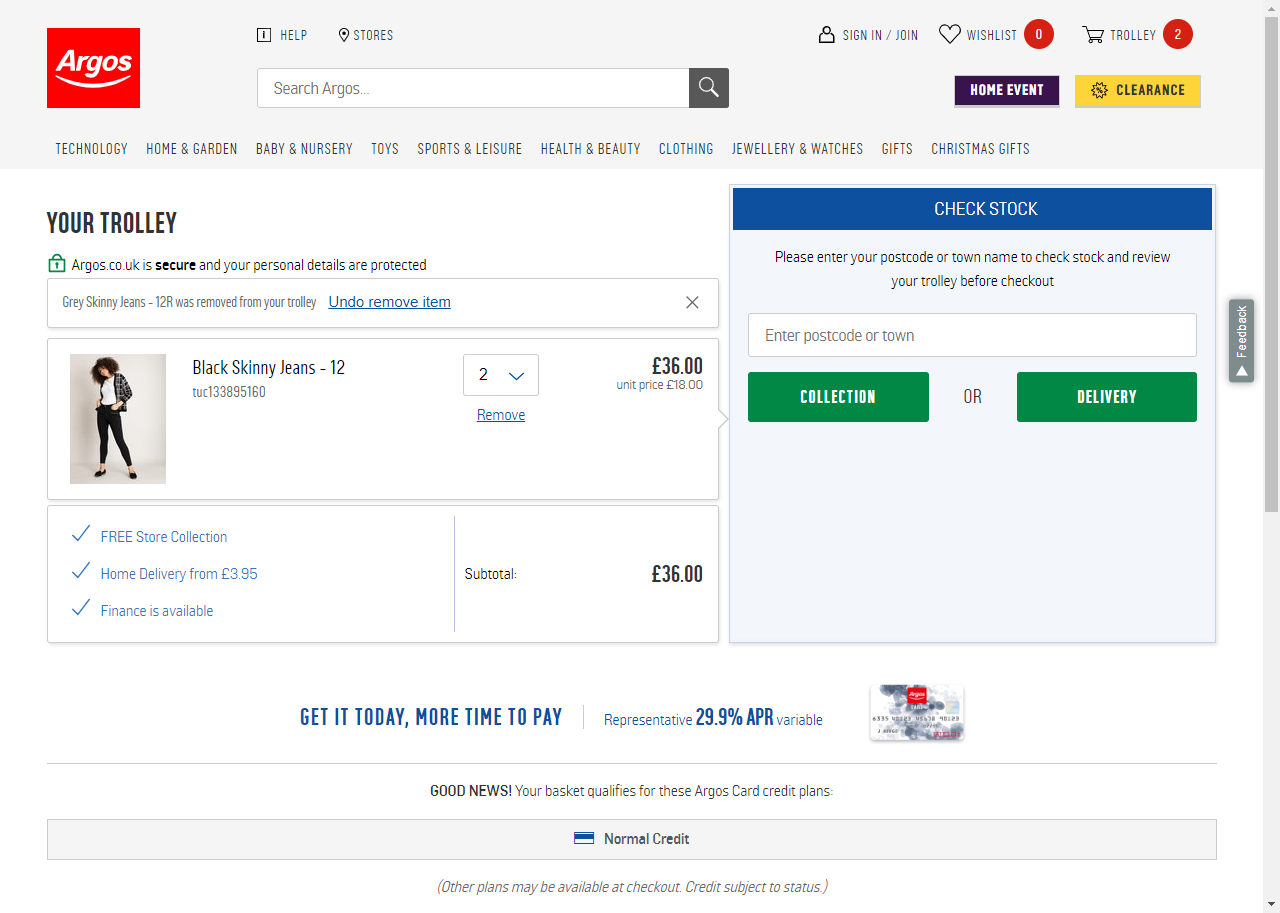 Argos
HELP
STORES
SIGN IN / JOIN
WISHLIST
0
TROLLEY
2
Search Argos...
HOME EVENT
CLEARANCE
TECHNOLOGY
HOME & GARDEN
BABY & NURSERY
TOYS
SPORTS & LEISURE
HEALTH & BEAUTY
CLOTHING
JEWELLERY & WATCHES
GIFTS
CHRISTMAS GIFTS
YOUR TROLLEY
Argos.co.uk is secure and your personal details are protected
Grey Skinny Jeans - 12R was removed from your trolley Undo remove item
Black Skinny Jeans - 12
tuc133895160
2
Remove
£36.00
unit price £18.00
FREE Store Collection
Home Delivery from £3.95
Finance is available
Subtotal:
£36.00
CHECK STOCK
Please enter your postcode or town name to check stock and review
your trolley before checkout
Enter postcode or town
COLLECTION
OR
DELIVERY
Feedback
GET IT TODAY, MORE TIME TO PAY
Representative 29.9% APR variable
Argos
GOOD NEWS! Your basket qualifies for these Argos Card credit plans:
Normal Credit
(Other plans may be available at checkout. Credit subject to status.)